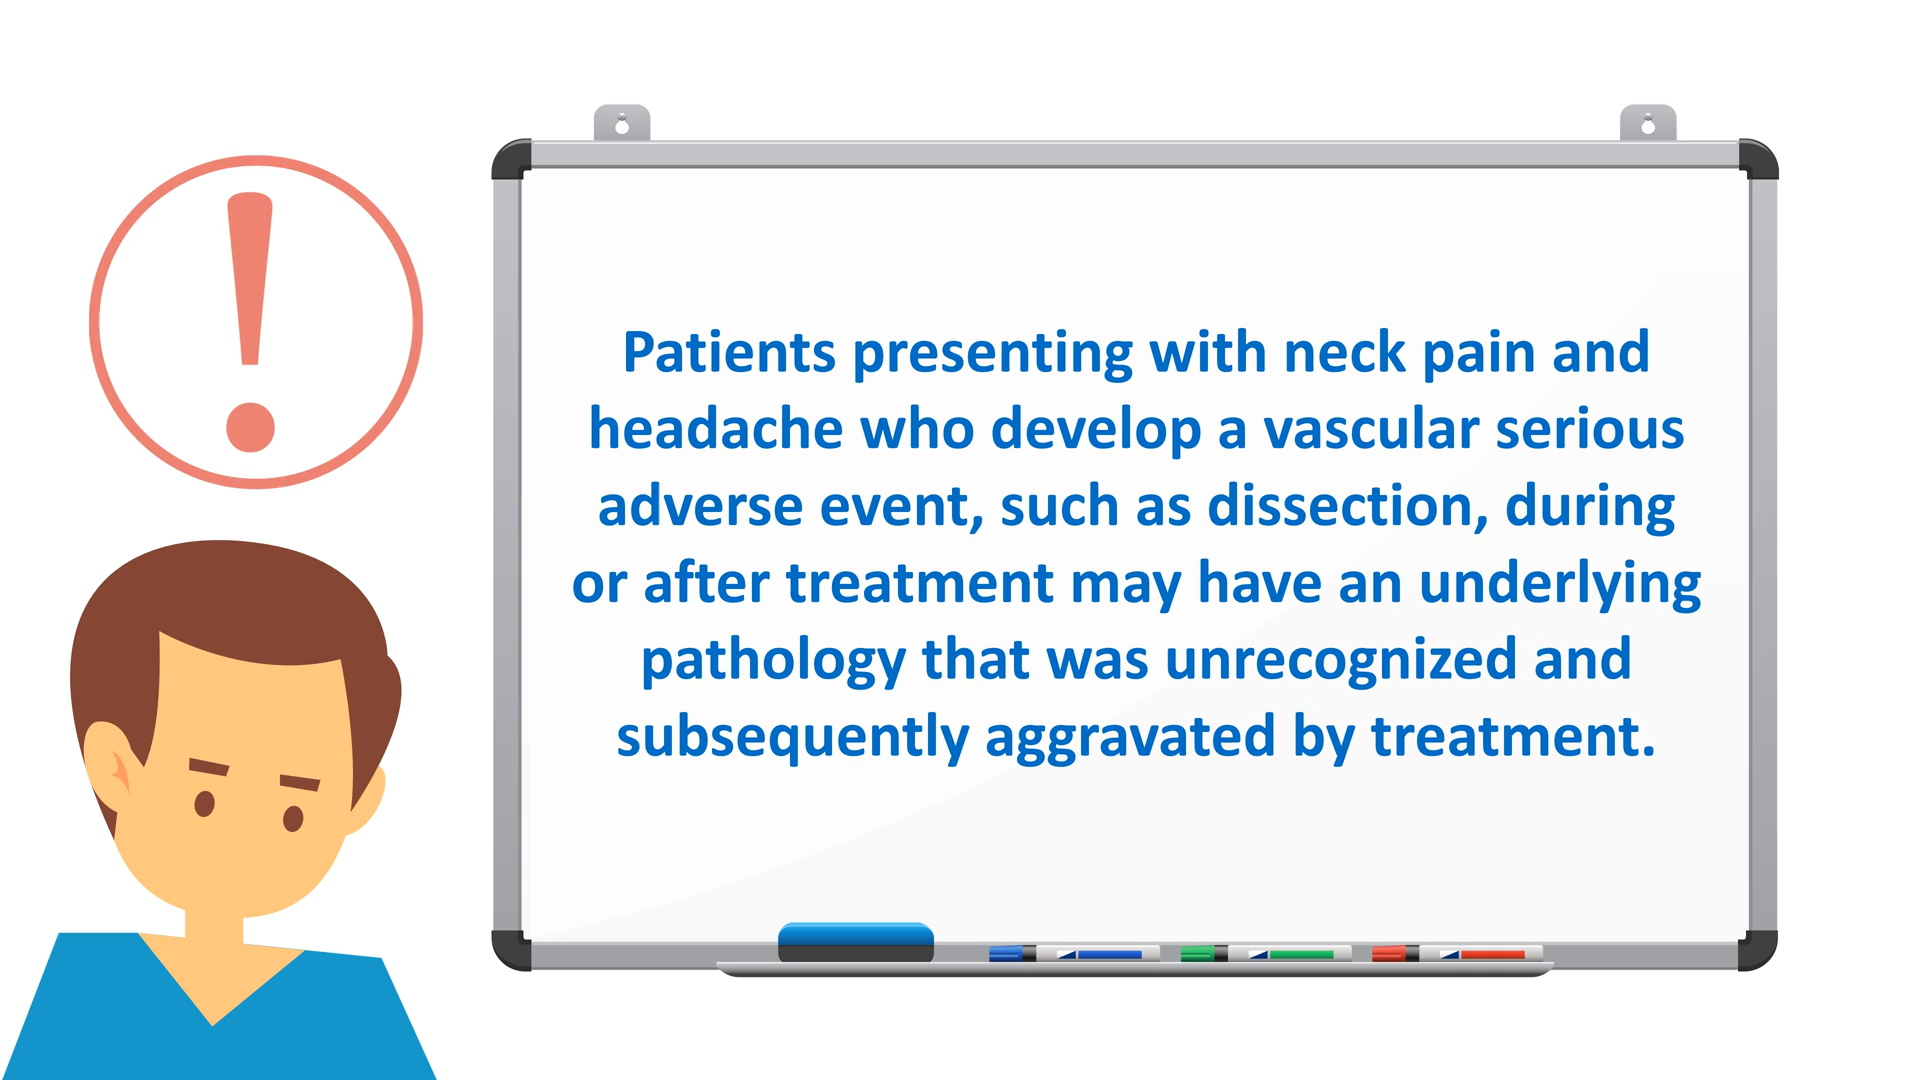 Patients presenting with neck pain and
headache who develop a vascular serious
adverse event, such as dissection, during
or after treatment may have an underlying
pathology that was unrecognized and
subsequently aggravated by treatment.